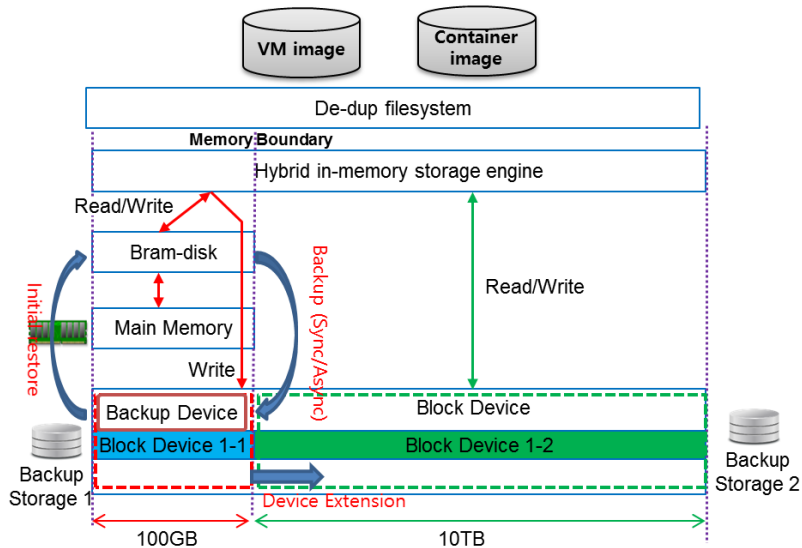 VM image
Container
image
De-dup filesystem
Memory Boundary
Hybrid in-memory storage engine
Read/Write
Bram-disk
Initial Restore
Backup (Sync/Async)
Read/Write
Main Memory
Write
Backup Device
Block Device
Block Device 1-1
Block Device 1-2
Backup
Storage 1
Backup
Storage 2
Device Extension
100GB
10TB